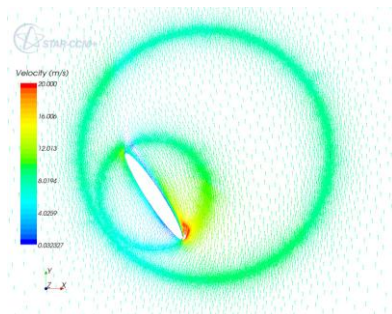 STAR-CCM+
Velocity (m/s)
20.000
16.006
12.013
8.0194
4.0259
0.032327
Y
Z X